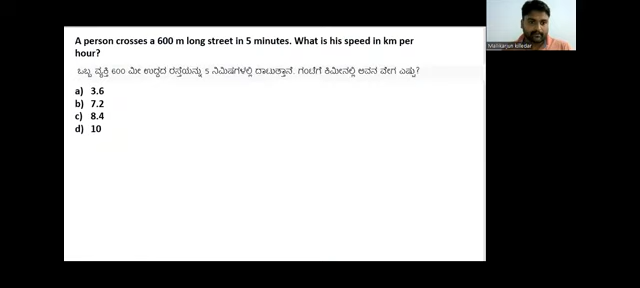 A person crosses a 600 m long street in 5 minutes. What is his speed in km per
hour?
ಒಬ್ಬ ವ್ಯಕ್ತಿ 600 ಮೀ ಉದ್ದದ ರಸ್ತೆಯನ್ನು 5 ನಿಮಿಷಗಳಲ್ಲಿ ದಾಟುತ್ತಾನೆ. ಗಂಟೆಗೆ ಕಿಮೀನಲ್ಲಿ ಅವನ ವೇಗ ಎಷ್ಟು?
a) 3.6
b) 7.2
c) 8.4
d) 10
Mallikarjun killedar